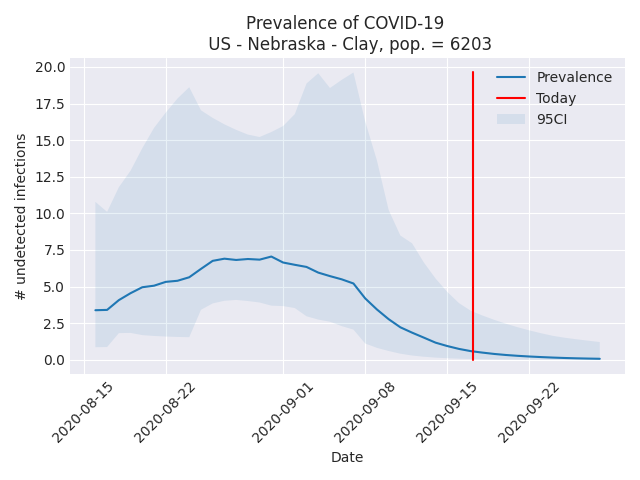 Prevalence of COVID-19
US - Nebraska - Clay, pop. = 6203
20.0
17.5
15.0
12.5
10.0
7.5
5.0
2.5
0.0
# undetected infections
Prevalence
Today
95CI
2020-08-15
2020-08-22
2020-09-01
2020-09-08
2020-09-15
2020-09-22
Date